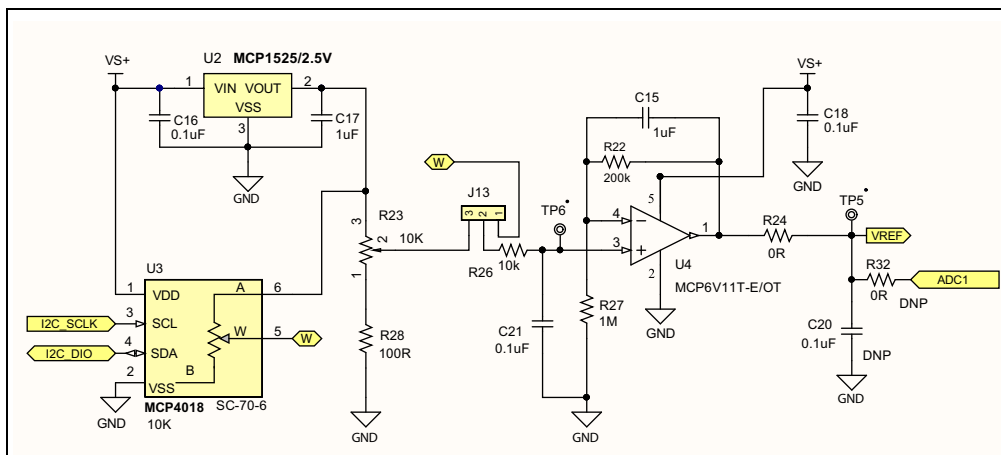 VS+
U2 MCP1525/2.5V
1
VIN VOUT
2
VSS
3
C16
0.1uF
C17
1uF
GND
W
J13
3 2 1
3
R23
2
10K
1
R26
10k
TP6
C15
1uF
R22
200k
VS+
C18
0.1uF
GND
5
4
3
1
2
U4
MCP6V11T-E/OT
GND
R24
0R
TP5
VREF
R32
0R
DNP
ADC1
C20
0.1uF
DNP
GND
R27
1M
C21
0.1uF
GND
R28
100R
GND
U3
1
VDD
A
6
I2C_SCLK
3
SCL
W
5
W
I2C_DIO
4
SDA
2
VSS
B
GND
MCP4018
SC-70-6
10K